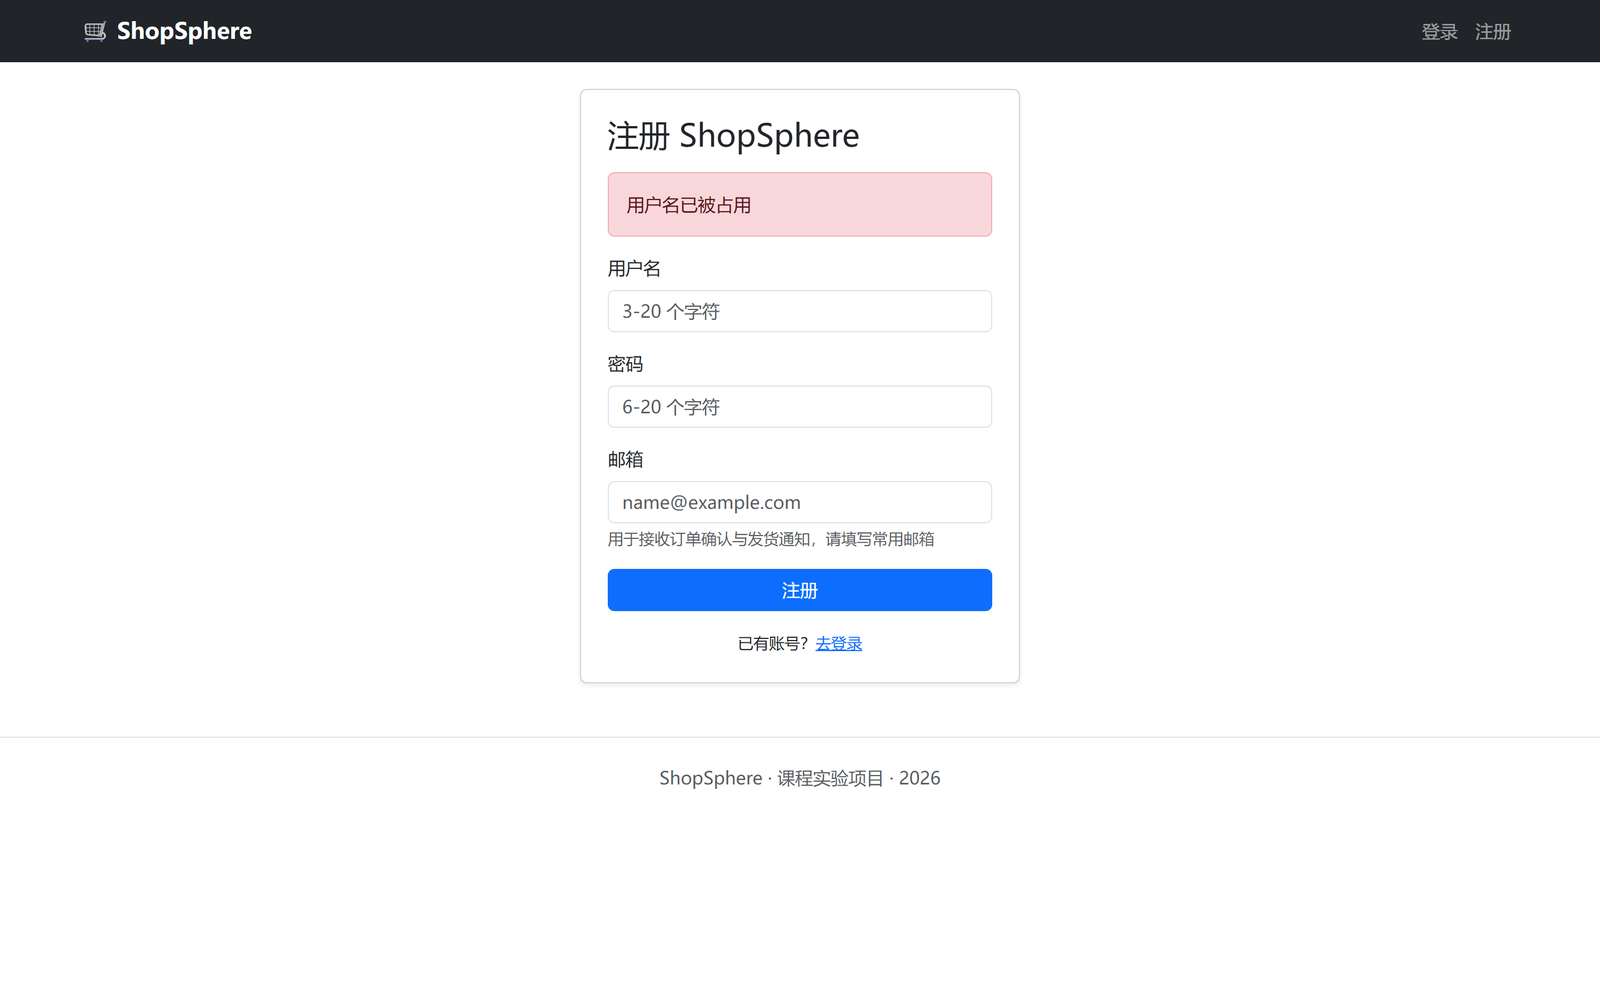 ShopSphere
登录 注册
注册 ShopSphere
用户名已被占用
用户名
3-20 个字符
密码
6-20 个字符
邮箱
name@example.com
用于接收订单确认与发货通知，请填写常用邮箱
注册
已有账号？去登录
ShopSphere · 课程实验项目 · 2026